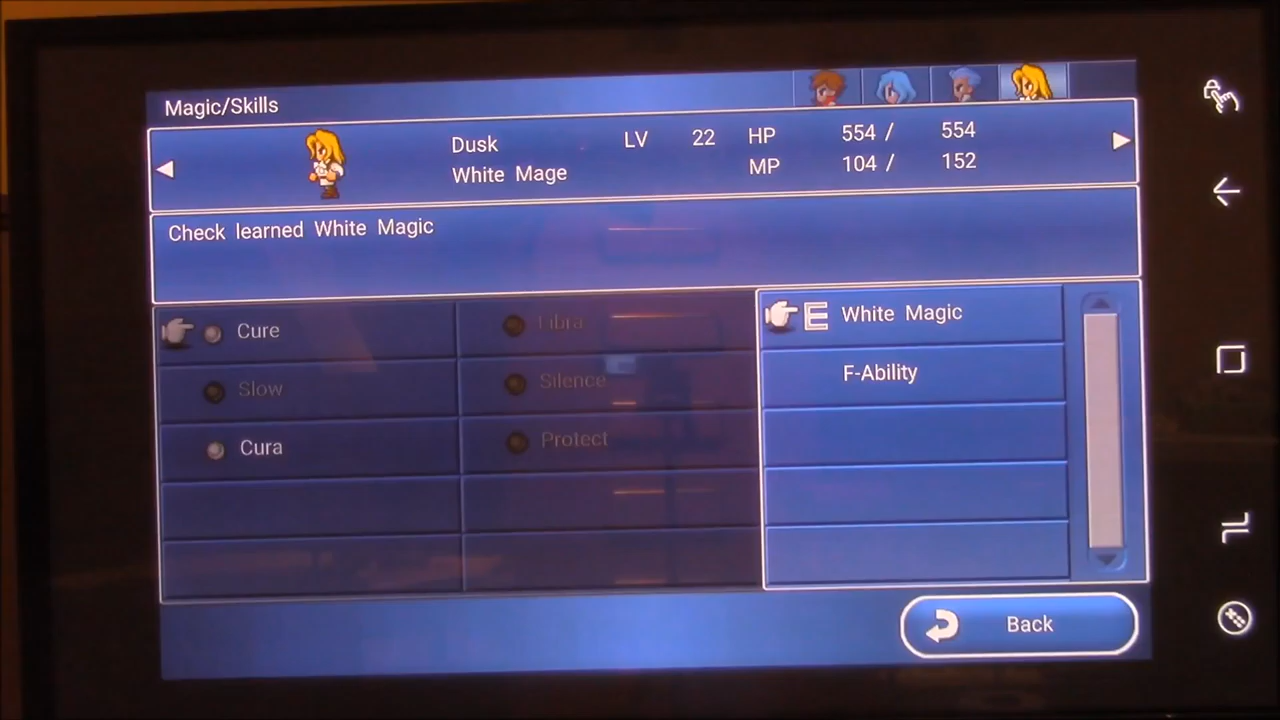 Magic/Skills
Dusk LV 22 HP 554 / 554
White Mage MP 104 / 152
Check learned White Magic
Cure Libra E White Magic
Slow Silence F-Ability
Cura Protect
Back